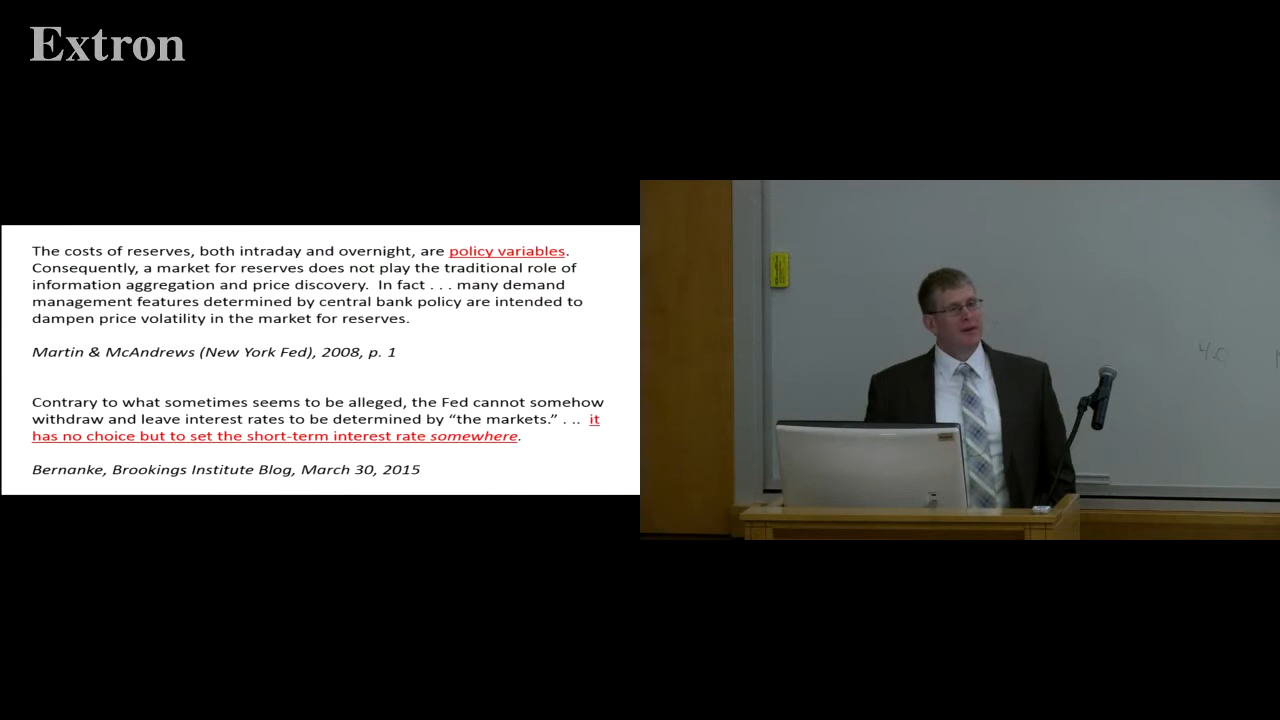 Extron
The costs of reserves, both intraday and overnight, are policy variables.
Consequently, a market for reserves does not play the traditional role of
information aggregation and price discovery.  In fact . . . many demand
management features determined by central bank policy are intended to
dampen price volatility in the market for reserves.
Martin & McAndrews (New York Fed), 2008, p. 1
Contrary to what sometimes seems to be alleged, the Fed cannot somehow
withdraw and leave interest rates to be determined by “the markets.” . ..  it
has no choice but to set the short-term interest rate somewhere.
Bernanke, Brookings Institute Blog, March 30, 2015
4.0